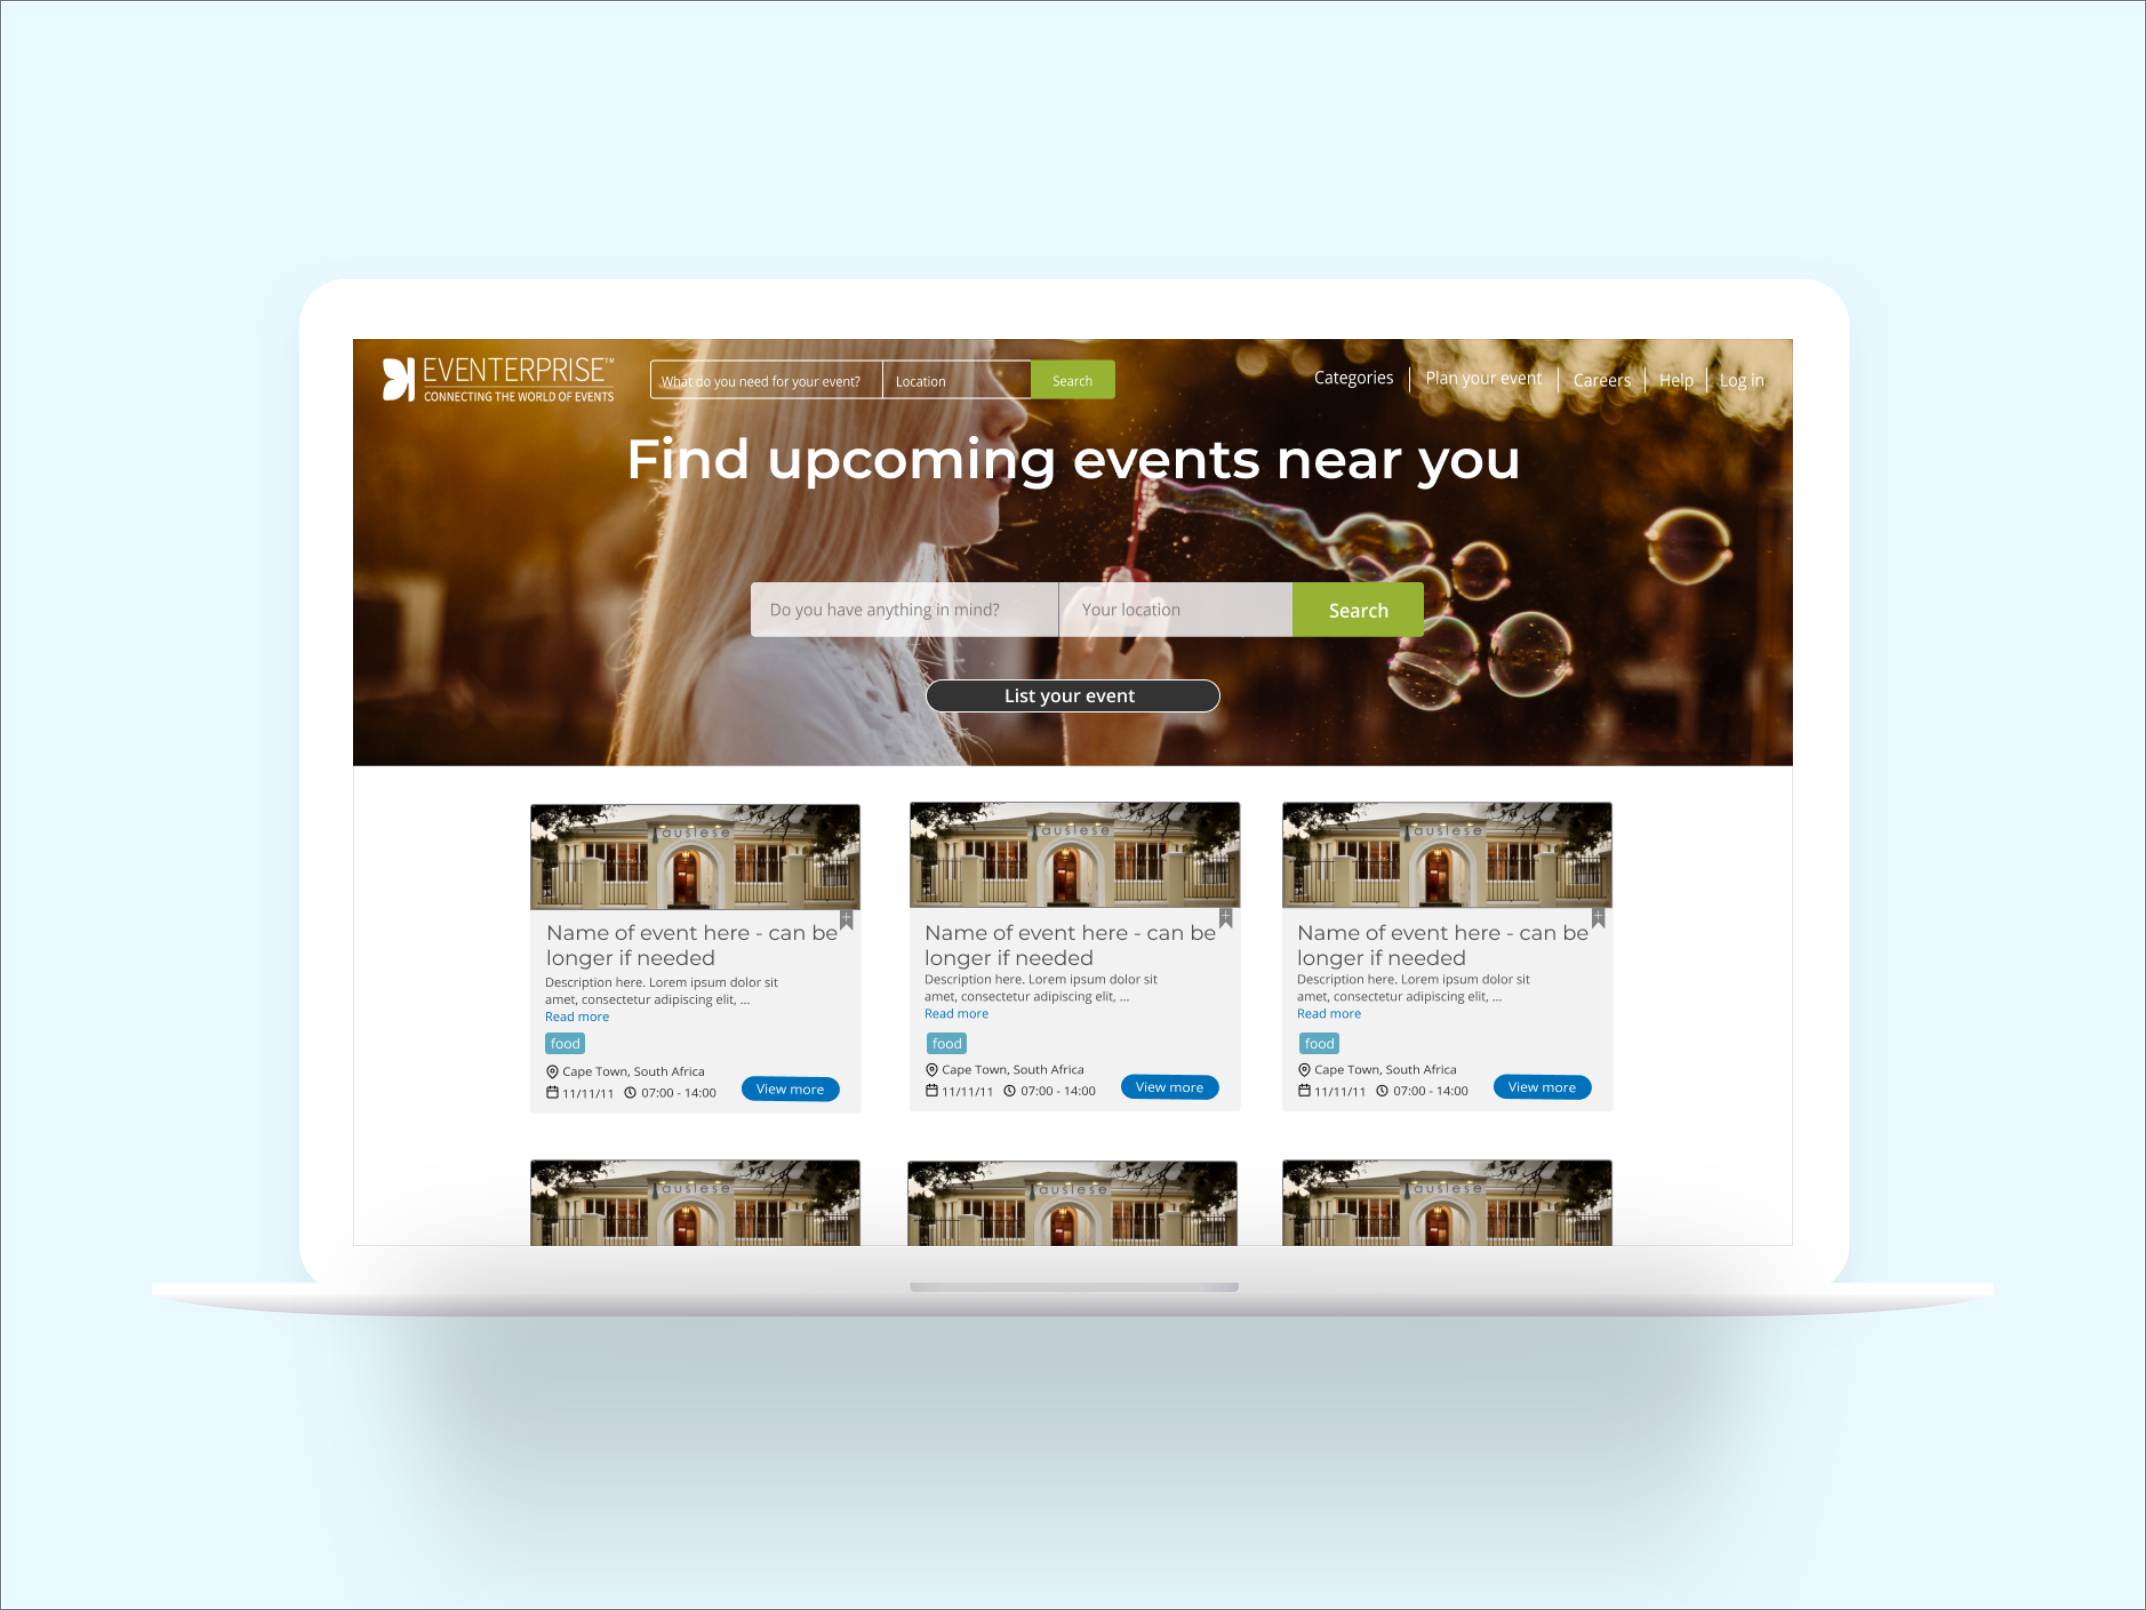 EVENTERPRISE™
CONNECTING THE WORLD OF EVENTS
What do you need for your event?
Location
Search
Categories
Plan your event
Careers
Help
Log in
Find upcoming events near you
Do you have anything in mind?
Your location
Search
List your event
auslese
Name of event here - can be
longer if needed
Description here. Lorem ipsum dolor sit
amet, consectetur adipiscing elit, ...
Read more
food
Cape Town, South Africa
11/11/11 07:00 - 14:00
View more
auslese
Name of event here - can be
longer if needed
Description here. Lorem ipsum dolor sit
amet, consectetur adipiscing elit, ...
Read more
food
Cape Town, South Africa
11/11/11 07:00 - 14:00
View more
auslese
Name of event here - can be
longer if needed
Description here. Lorem ipsum dolor sit
amet, consectetur adipiscing elit, ...
Read more
food
Cape Town, South Africa
11/11/11 07:00 - 14:00
View more
auslese
auslese
auslese